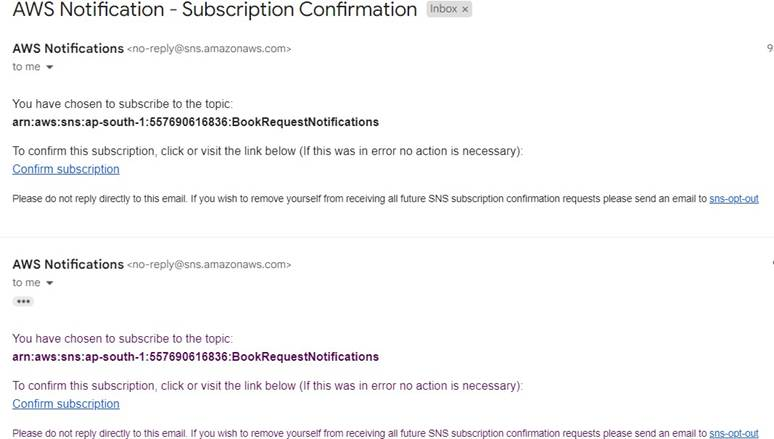 AWS Notification - Subscription Confirmation Inbox ×
AWS Notifications <no-reply@sns.amazonaws.com> 9
to me
You have chosen to subscribe to the topic:
arn:aws:sns:ap-south-1:557690616836:BookRequestNotifications
To confirm this subscription, click or visit the link below (If this was in error no action is necessary):
Confirm subscription
Please do not reply directly to this email. If you wish to remove yourself from receiving all future SNS subscription confirmation requests please send an email to sns-opt-out
AWS Notifications <no-reply@sns.amazonaws.com>
to me
•••
You have chosen to subscribe to the topic:
arn:aws:sns:ap-south-1:557690616836:BookRequestNotifications
To confirm this subscription, click or visit the link below (If this was in error no action is necessary):
Confirm subscription
Please do not reply directly to this email. If you wish to remove yourself from receiving all future SNS subscription confirmation requests please send an email to sns-opt-out